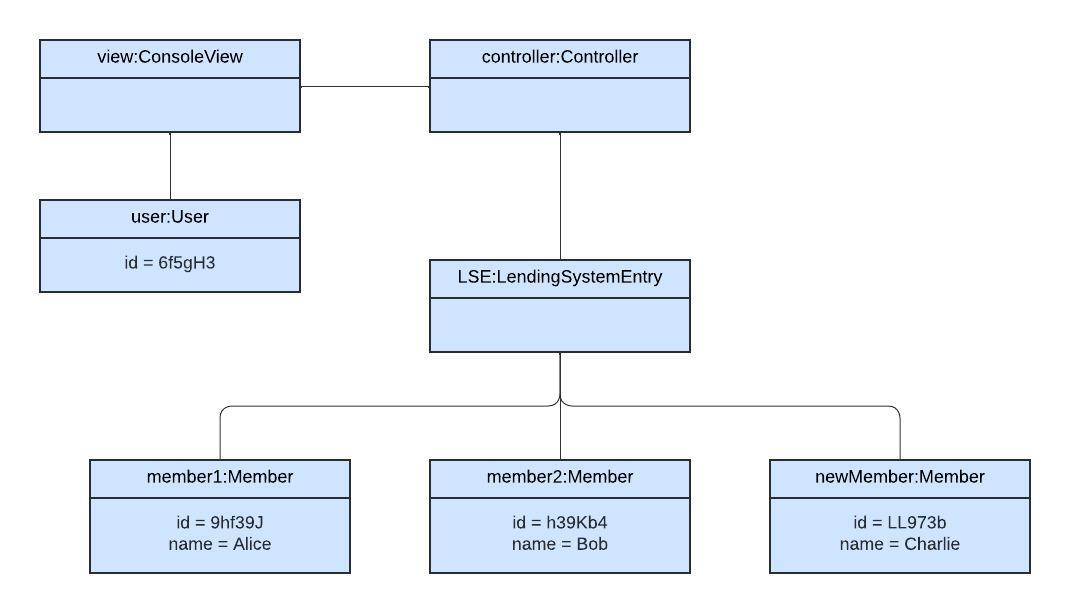 view:ConsoleView
controller:Controller
user:User
id = 6f5gH3
LSE:LendingSystemEntry
member1:Member
id = 9hf39J
name = Alice
member2:Member
id = h39Kb4
name = Bob
newMember:Member
id = LL973b
name = Charlie